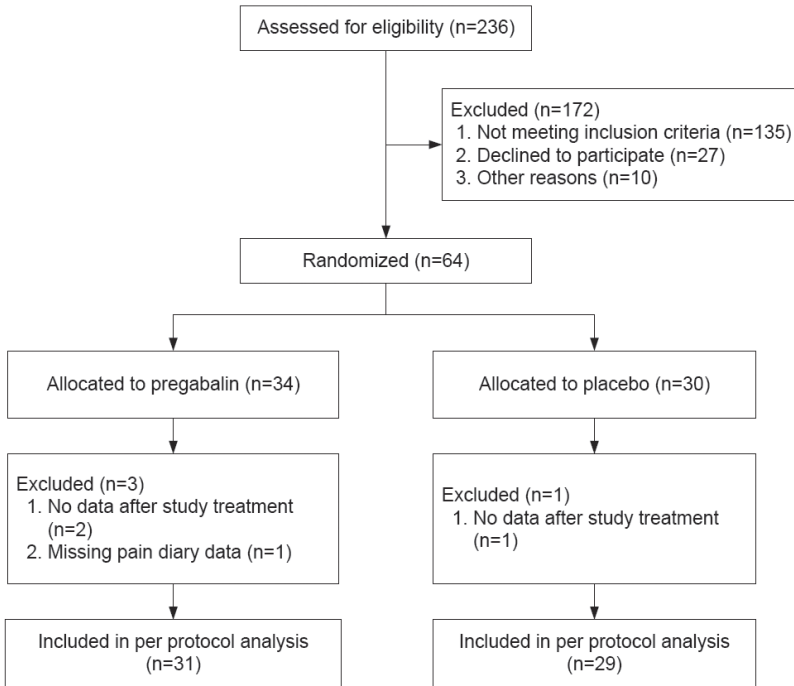 Assessed for eligibility (n=236)
Excluded (n=172)
1. Not meeting inclusion criteria (n=135)
2. Declined to participate (n=27)
3. Other reasons (n=10)
Randomized (n=64)
Allocated to pregabalin (n=34)
Allocated to placebo (n=30)
Excluded (n=3)
1. No data after study treatment
(n=2)
2. Missing pain diary data (n=1)
Excluded (n=1)
1. No data after study treatment
(n=1)
Included in per protocol analysis
(n=31)
Included in per protocol analysis
(n=29)